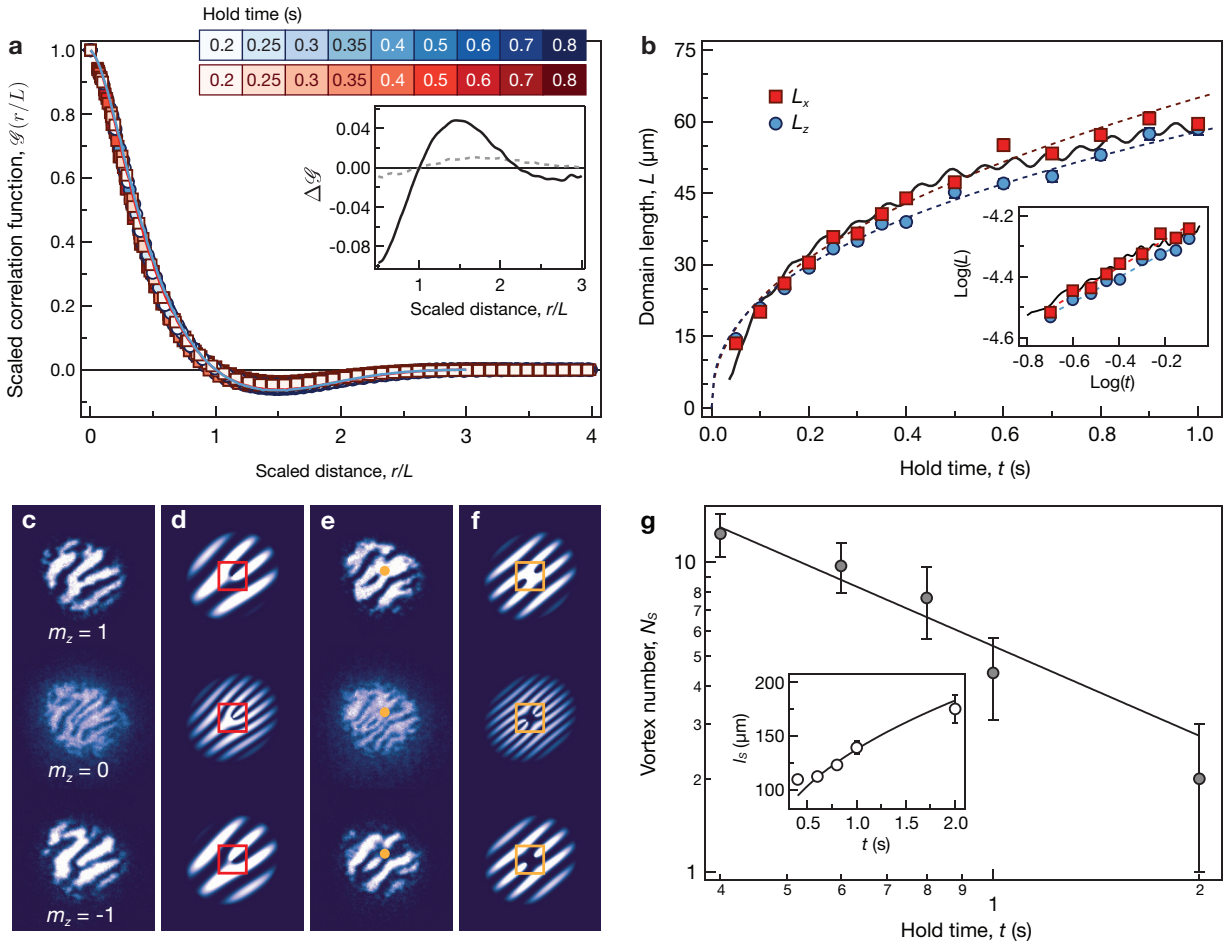 Hold time (s)
a
0.2 0.25 0.3 0.35 0.4 0.5 0.6 0.7 0.8
0.2 0.25 0.3 0.35 0.4 0.5 0.6 0.7 0.8
Scaled correlation function, 𝒢(r/L)
1.0
0.8
0.6
0.4
0.2
0.0
0 1 2 3 4
Scaled distance, r/L
Δ𝒢
0.04
0.00
-0.04
-0.08
1 2 3
Scaled distance, r/L
b
Domain length, L (μm)
75
60
45
30
15
0
Lx
Lz
0.0 0.2 0.4 0.6 0.8 1.0
Hold time, t (s)
Log(L)
-4.2
-4.4
-4.6
-0.8 -0.6 -0.4 -0.2
Log(t)
c d e f
mz = 1
mz = 0
mz = -1
g
Vortex number, Ns
10
8
7
6
5
4
3
2
1
4 5 6 7 8 9 1 2
Hold time, t (s)
ls (μm)
200
150
100
0.5 1.0 1.5 2.0
t (s)